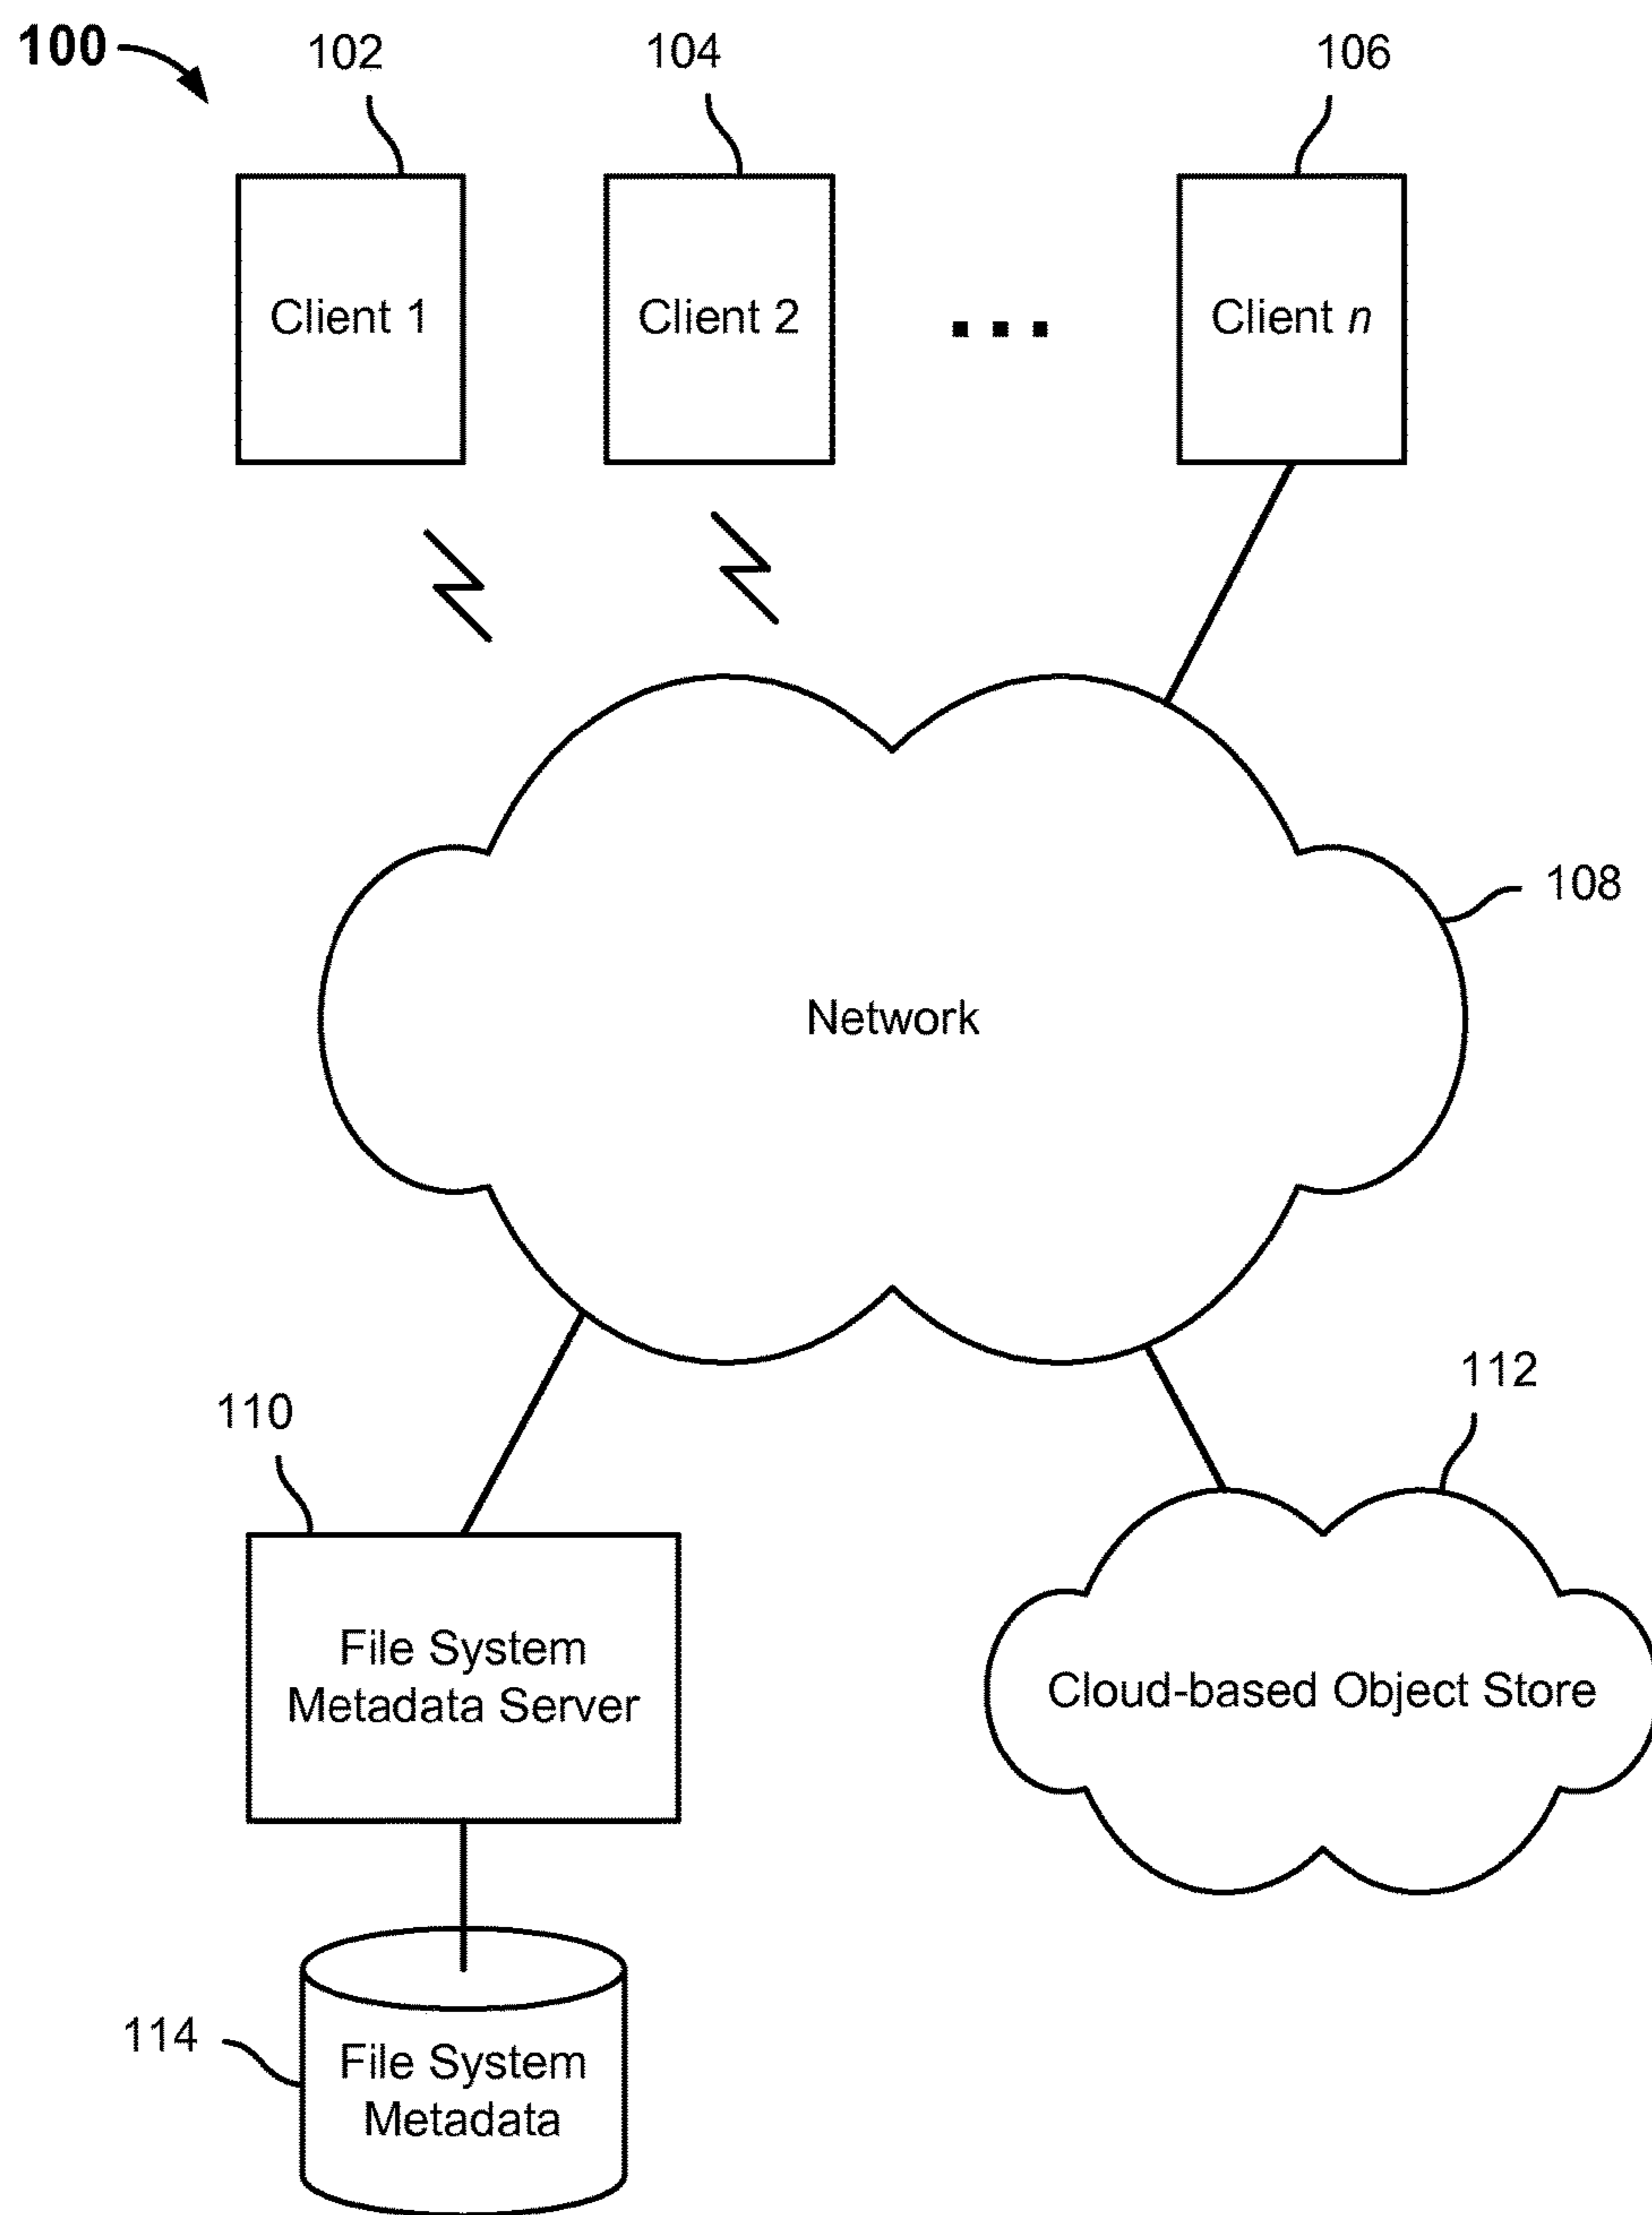 100
102
104
106
Client 1
Client 2
...
Client n
108
Network
110
112
File System
Metadata Server
Cloud-based Object Store
114
File System
Metadata